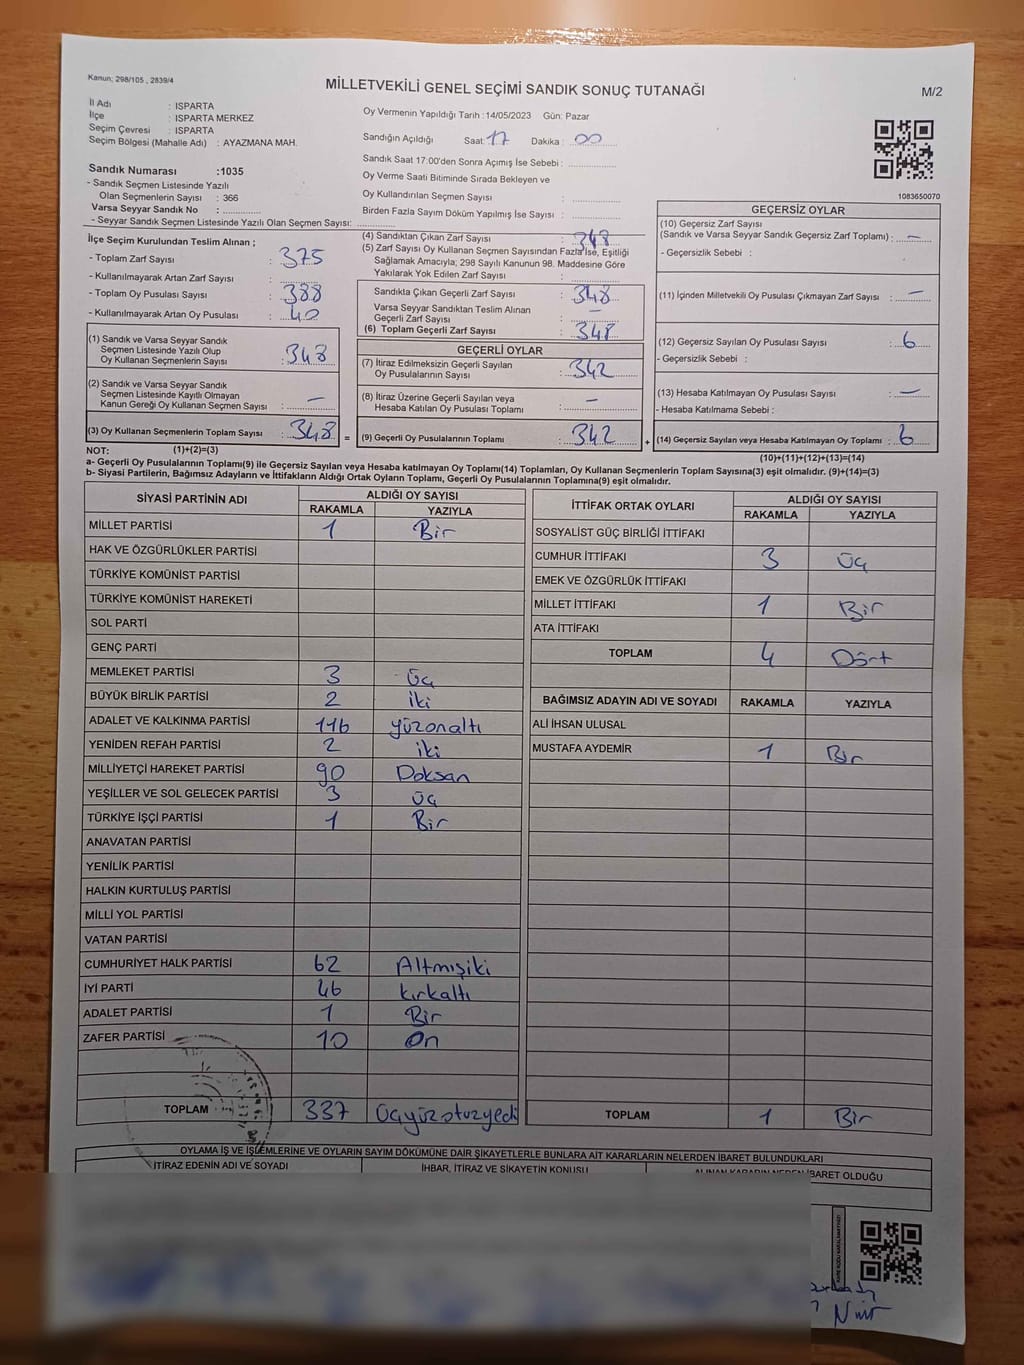 Kanun; 298/105 , 2839/4
MİLLETVEKİLİ GENEL SEÇİMİ SANDIK SONUÇ TUTANAĞI
M/2
İl Adı : ISPARTA
İlçe : ISPARTA MERKEZ
Seçim Çevresi : ISPARTA
Seçim Bölgesi (Mahalle Adı) : AYAZMANA MAH.
Sandık Numarası :1035
- Sandık Seçmen Listesinde Yazılı
Olan Seçmenlerin Sayısı : 366
Varsa Seyyar Sandık No :
- Seyyar Sandık Seçmen Listesinde Yazılı Olan Seçmen Sayısı:
Oy Vermenin Yapıldığı Tarih : 14/05/2023 Gün: Pazar
Sandığın Açıldığı Saat: 17 Dakika : 00
Sandık Saat 17:00'den Sonra Açımış İse Sebebi :
Oy Verme Saati Bitiminde Sırada Bekleyen ve
Oy Kullandırılan Seçmen Sayısı :
Birden Fazla Sayım Döküm Yapılmış İse Sayısı :
1083650070
İlçe Seçim Kurulundan Teslim Alınan ;
- Toplam Zarf Sayısı : 375
- Kullanılmayarak Artan Zarf Sayısı :
- Toplam Oy Pusulası Sayısı : 388
- Kullanılmayarak Artan Oy Pusulası : 40
(1) Sandık ve Varsa Seyyar Sandık
Seçmen Listesinde Yazılı Olup
Oy Kullanan Seçmenlerin Sayısı : 348
(2) Sandık ve Varsa Seyyar Sandık
Seçmen Listesinde Kayıtlı Olmayan
Kanun Gereği Oy Kullanan Seçmen Sayısı : -
(3) Oy Kullanan Seçmenlerin Toplam Sayısı : 348 =
(4) Sandıktan Çıkan Zarf Sayısı : 348
(5) Zarf Sayısı Oy Kullanan Seçmen Sayısından Fazla İse, Eşitliği
Sağlamak Amacıyla; 298 Sayılı Kanunun 98. Maddesine Göre
Yakılarak Yok Edilen Zarf Sayısı :
Sandıkta Çıkan Geçerli Zarf Sayısı : 348
Varsa Seyyar Sandıktan Teslim Alınan
Geçerli Zarf Sayısı : -
(6) Toplam Geçerli Zarf Sayısı : 348
GEÇERLİ OYLAR
(7) İtiraz Edilmeksizin Geçerli Sayılan
Oy Pusulalarının Sayısı : 342
(8) İtiraz Üzerine Geçerli Sayılan veya
Hesaba Katılan Oy Pusulası Toplamı : -
(9) Geçerli Oy Pusulalarının Toplamı : 342 +
GEÇERSİZ OYLAR
(10) Geçersiz Zarf Sayısı
(Sandık ve Varsa Seyyar Sandık Geçersiz Zarf Toplamı) : -
- Geçersizlik Sebebi :
(11) İçinden Milletvekili Oy Pusulası Çıkmayan Zarf Sayısı : -
(12) Geçersiz Sayılan Oy Pusulası Sayısı : 6
- Geçersizlik Sebebi :
(13) Hesaba Katılmayan Oy Pusulası Sayısı : -
- Hesaba Katılmama Sebebi :
(14) Geçersiz Sayılan veya Hesaba Katılmayan Oy Toplamı : 6
NOT: (1)+(2)=(3)
(10)+(11)+(12)+(13)=(14)
a- Geçerli Oy Pusulalarının Toplamı(9) ile Geçersiz Sayılan veya Hesaba katılmayan Oy Toplamı(14) Toplamları, Oy Kullanan Seçmenlerin Toplam Sayısına(3) eşit olmalıdır. (9)+(14)=(3)
b- Siyasi Partilerin, Bağımsız Adayların ve İttifakların Aldığı Ortak Oyların Toplamı, Geçerli Oy Pusulalarının Toplamına(9) eşit olmalıdır.
SİYASİ PARTİNİN ADI ALDIĞI OY SAYISI
RAKAMLA YAZIYLA
MİLLET PARTİSİ 1 Bir
HAK VE ÖZGÜRLÜKLER PARTİSİ
TÜRKİYE KOMÜNİST PARTİSİ
TÜRKİYE KOMÜNİST HAREKETİ
SOL PARTİ
GENÇ PARTİ
MEMLEKET PARTİSİ 3 Üç
BÜYÜK BİRLİK PARTİSİ 2 iki
ADALET VE KALKINMA PARTİSİ 116 yüzonaltı
YENİDEN REFAH PARTİSİ 2 iki
MİLLİYETÇİ HAREKET PARTİSİ 90 Doksan
YEŞİLLER VE SOL GELECEK PARTİSİ 3 Üç
TÜRKİYE İŞÇİ PARTİSİ 1 Bir
ANAVATAN PARTİSİ
YENİLİK PARTİSİ
HALKIN KURTULUŞ PARTİSİ
MİLLİ YOL PARTİSİ
VATAN PARTİSİ
CUMHURİYET HALK PARTİSİ 62 Altmışiki
İYİ PARTİ 46 kırkaltı
ADALET PARTİSİ 1 Bir
ZAFER PARTİSİ 10 On
TOPLAM 337 üçyüzotuzyedi
İTTİFAK ORTAK OYLARI ALDIĞI OY SAYISI
RAKAMLA YAZIYLA
SOSYALİST GÜÇ BİRLİĞİ İTTİFAKI
CUMHUR İTTİFAKI 3 Üç
EMEK VE ÖZGÜRLÜK İTTİFAKI
MİLLET İTTİFAKI 1 Bir
ATA İTTİFAKI
TOPLAM 4 Dört
BAĞIMSIZ ADAYIN ADI VE SOYADI RAKAMLA YAZIYLA
ALİ İHSAN ULUSAL
MUSTAFA AYDEMİR 1 Bir
TOPLAM 1 Bir
OYLAMA İŞ VE İŞLEMLERİNE VE OYLARIN SAYIM DÖKÜMÜNE DAİR ŞİKAYETLERLE BUNLARA AİT KARARLARIN NELERDEN İBARET BULUNDUKLARI
İTİRAZ EDENİN ADI VE SOYADI
İHBAR, İTİRAZ VE ŞİKAYETİN KONUSU
ALINAN KARARIN NEDEN İBARET OLDUĞU